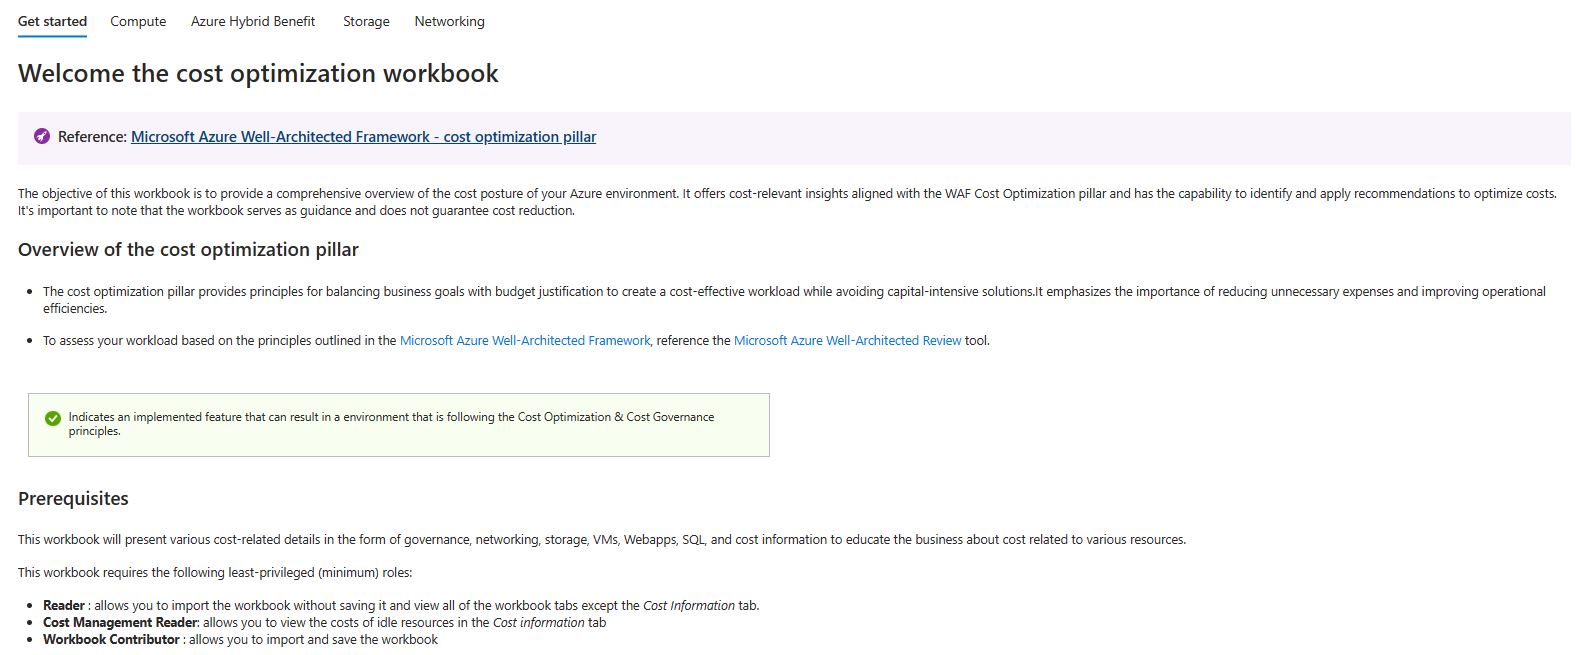 Get started Compute Azure Hybrid Benefit Storage Networking
Welcome the cost optimization workbook
Reference: Microsoft Azure Well-Architected Framework - cost optimization pillar
The objective of this workbook is to provide a comprehensive overview of the cost posture of your Azure environment. It offers cost-relevant insights aligned with the WAF Cost Optimization pillar and has the capability to identify and apply recommendations to optimize costs.
It's important to note that the workbook serves as guidance and does not guarantee cost reduction.
Overview of the cost optimization pillar
• The cost optimization pillar provides principles for balancing business goals with budget justification to create a cost-effective workload while avoiding capital-intensive solutions.It emphasizes the importance of reducing unnecessary expenses and improving operational
efficiencies.
• To assess your workload based on the principles outlined in the Microsoft Azure Well-Architected Framework, reference the Microsoft Azure Well-Architected Review tool.
Indicates an implemented feature that can result in a environment that is following the Cost Optimization & Cost Governance
principles.
Prerequisites
This workbook will present various cost-related details in the form of governance, networking, storage, VMs, Webapps, SQL, and cost information to educate the business about cost related to various resources.
This workbook requires the following least-privileged (minimum) roles:
• Reader : allows you to import the workbook without saving it and view all of the workbook tabs except the Cost Information tab.
• Cost Management Reader: allows you to view the costs of idle resources in the Cost information tab
• Workbook Contributor : allows you to import and save the workbook